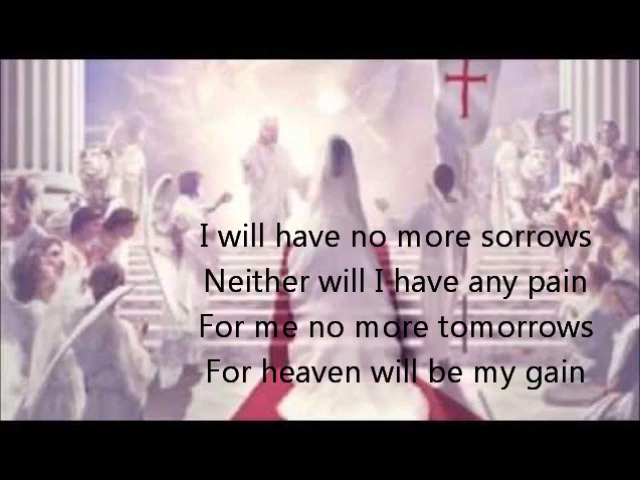 I will have no more sorrows
Neither will I have any pain
For me no more tomorrows
For heaven will be my gain